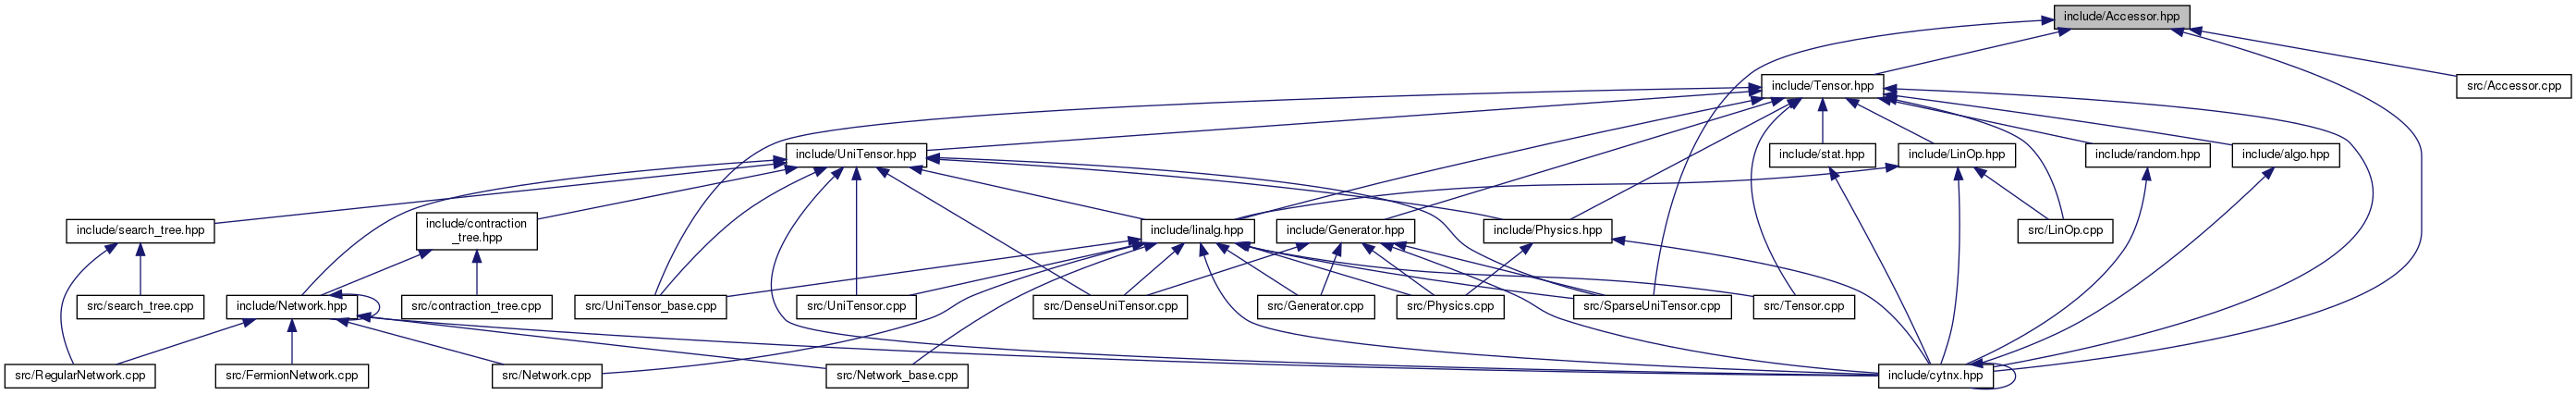 include/Accessor.hpp
include/Tensor.hpp
src/Accessor.cpp
include/UniTensor.hpp
include/stat.hpp
include/LinOp.hpp
include/random.hpp
include/algo.hpp
include/search_tree.hpp
include/contraction
_tree.hpp
include/linalg.hpp
include/Generator.hpp
include/Physics.hpp
src/LinOp.cpp
include/Network.hpp
src/search_tree.cpp
src/contraction_tree.cpp
src/UniTensor_base.cpp
src/UniTensor.cpp
src/DenseUniTensor.cpp
src/Generator.cpp
src/Physics.cpp
src/SparseUniTensor.cpp
src/Tensor.cpp
src/RegularNetwork.cpp
src/FermionNetwork.cpp
src/Network.cpp
src/Network_base.cpp
include/cytnx.hpp